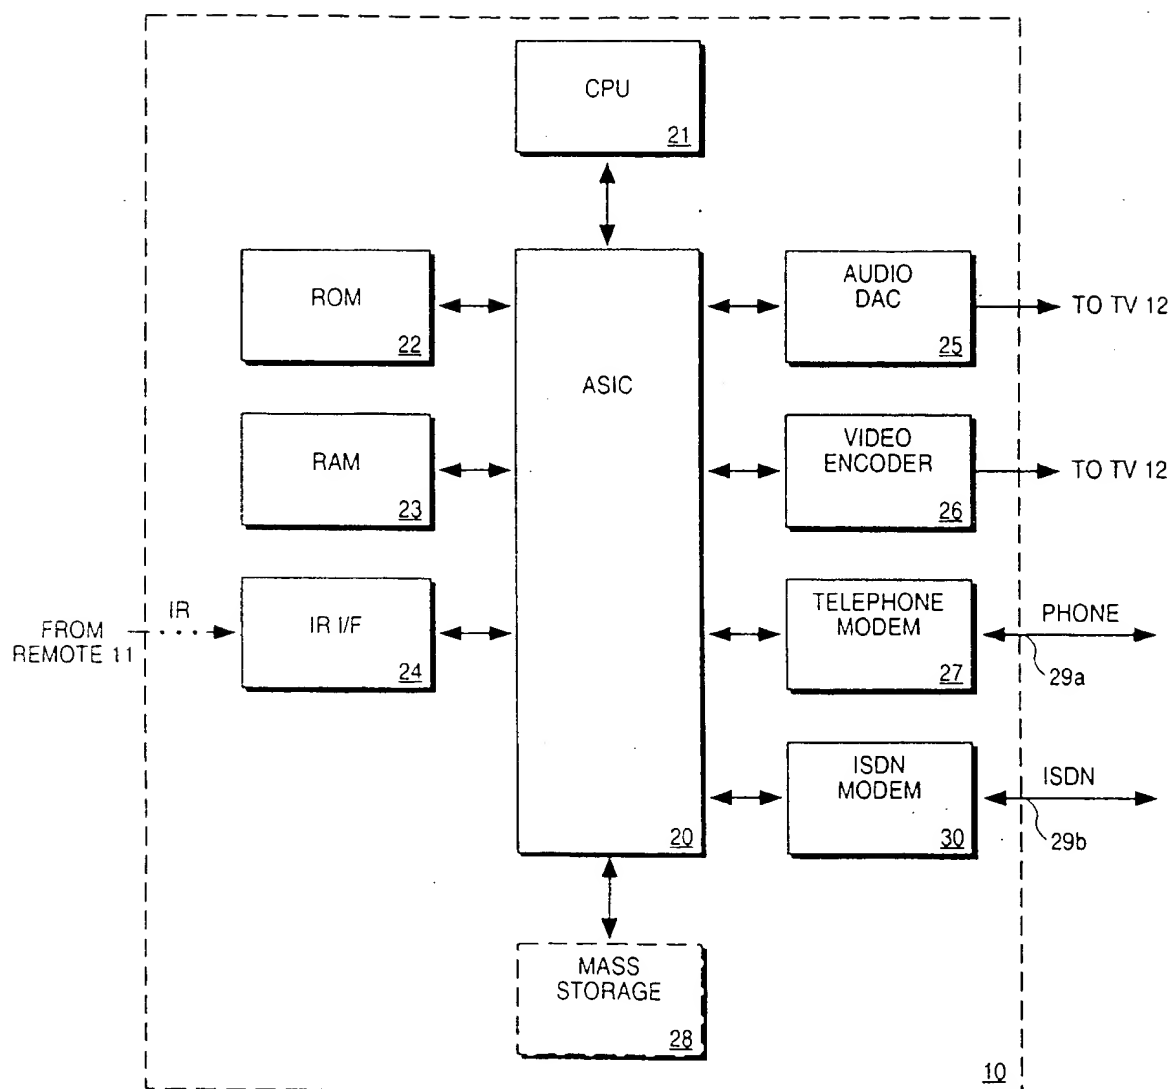 CPU
21
ROM
22
ASIC
20
AUDIO
DAC
25
TO TV 12
RAM
23
VIDEO
ENCODER
26
TO TV 12
FROM
REMOTE 11
IR
IR I/F
24
TELEPHONE
MODEM
27
PHONE
29a
ISDN
MODEM
30
ISDN
29b
MASS
STORAGE
28
10